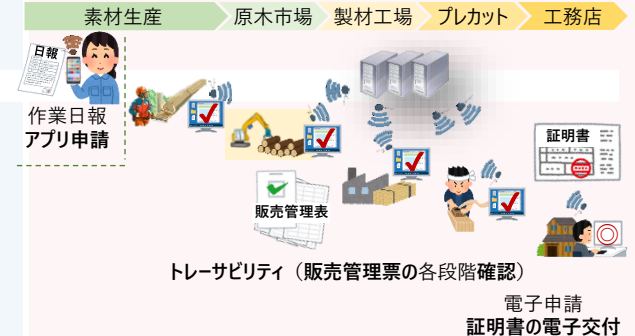 素材生産
原木市場
製材工場
プレカット
工務店
日報
作業日報
アプリ申請
販売管理表
証明書
トレーサビリティ（販売管理票の各段階確認）
電子申請
証明書の電子交付